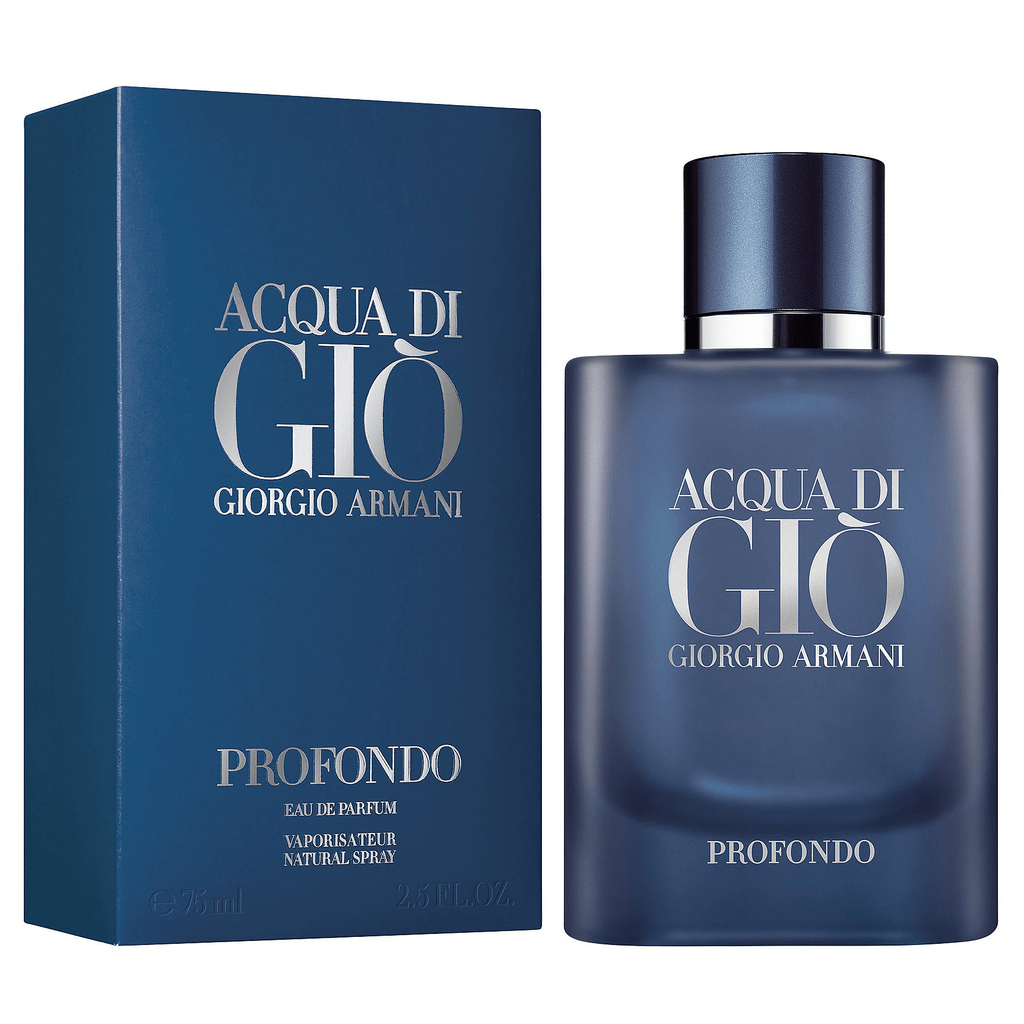 ACQUA DI
GIÒ
GIORGIO ARMANI
PROFONDO
EAU DE PARFUM
VAPORISATEUR
NATURAL SPRAY
℮ 75 ml 2.5 FL.OZ.
ACQUA DI
GIÒ
GIORGIO ARMANI
PROFONDO